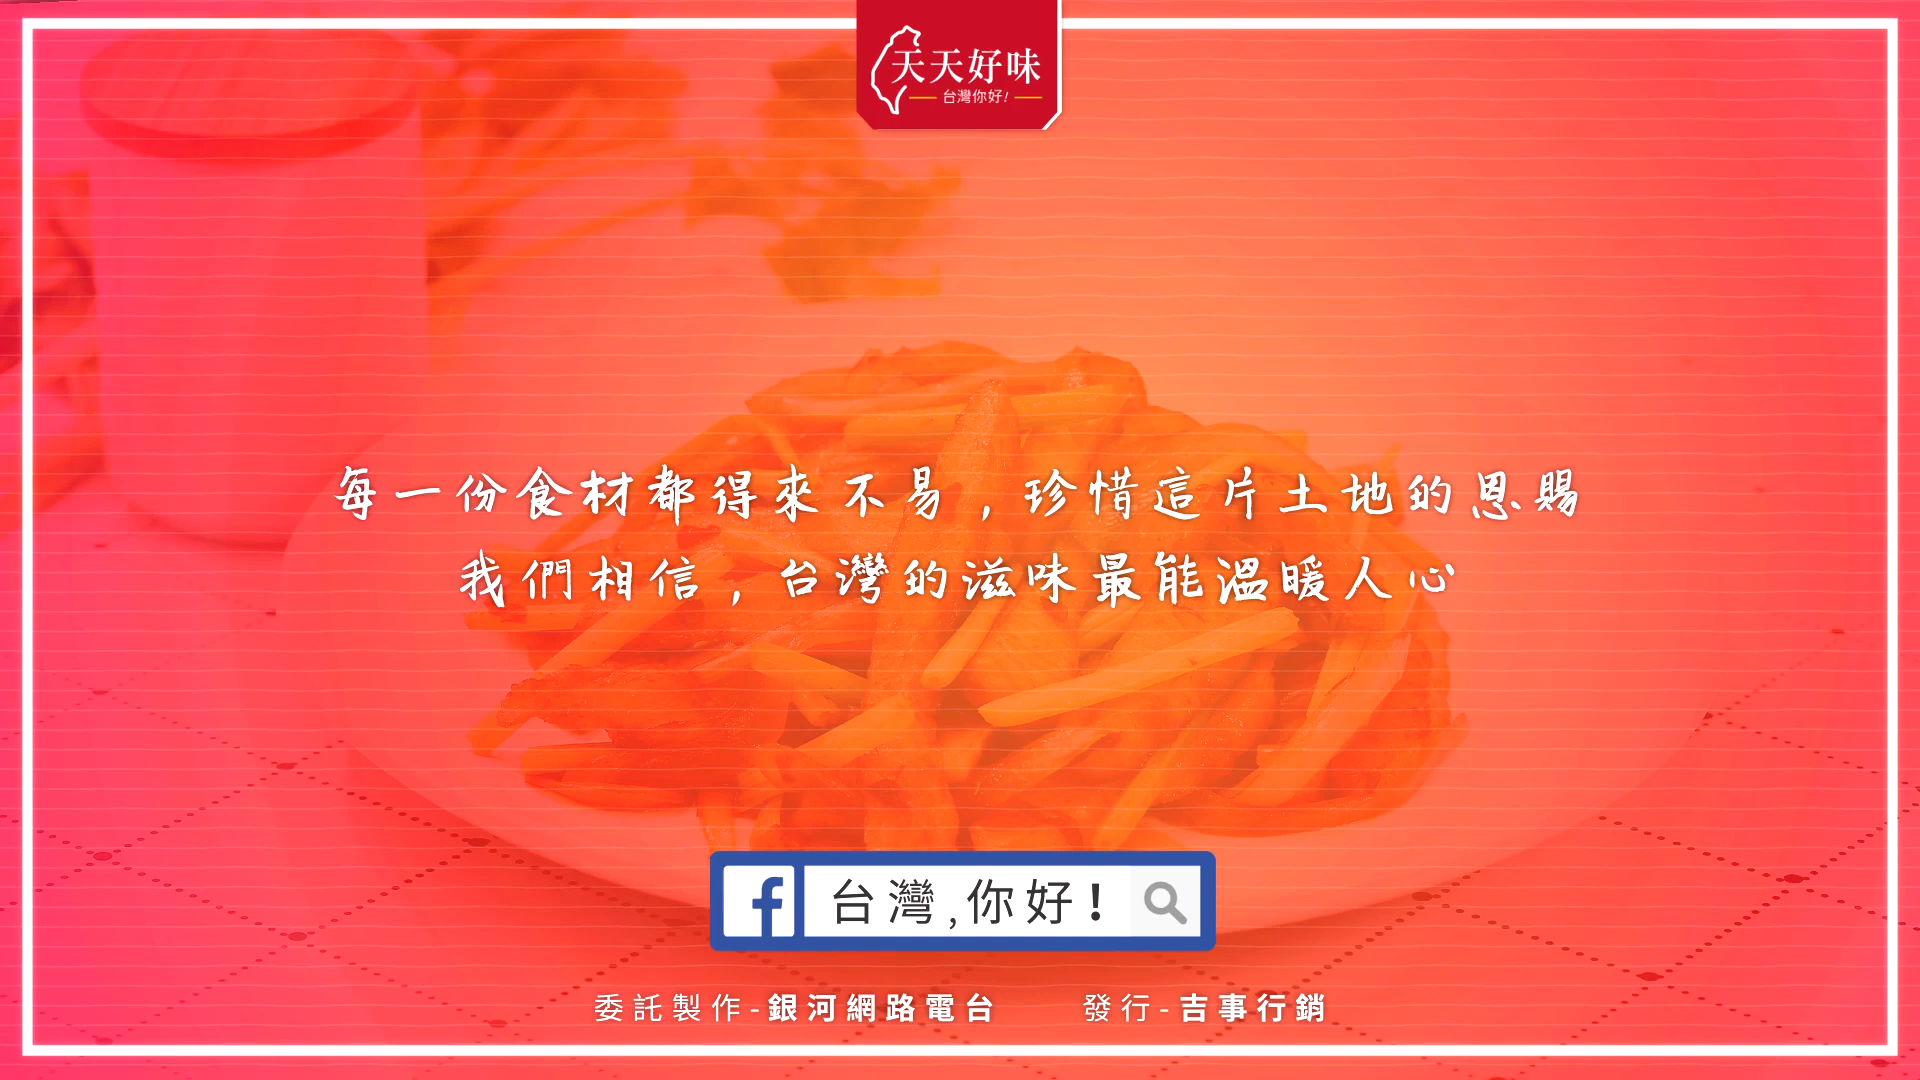 天天好味
台灣你好!
每一份食材都得來不易，珍惜這片土地的恩賜
我們相信，台灣的滋味最能溫暖人心
f 台灣,你好!
委託製作-銀河網路電台 發行-吉事行銷